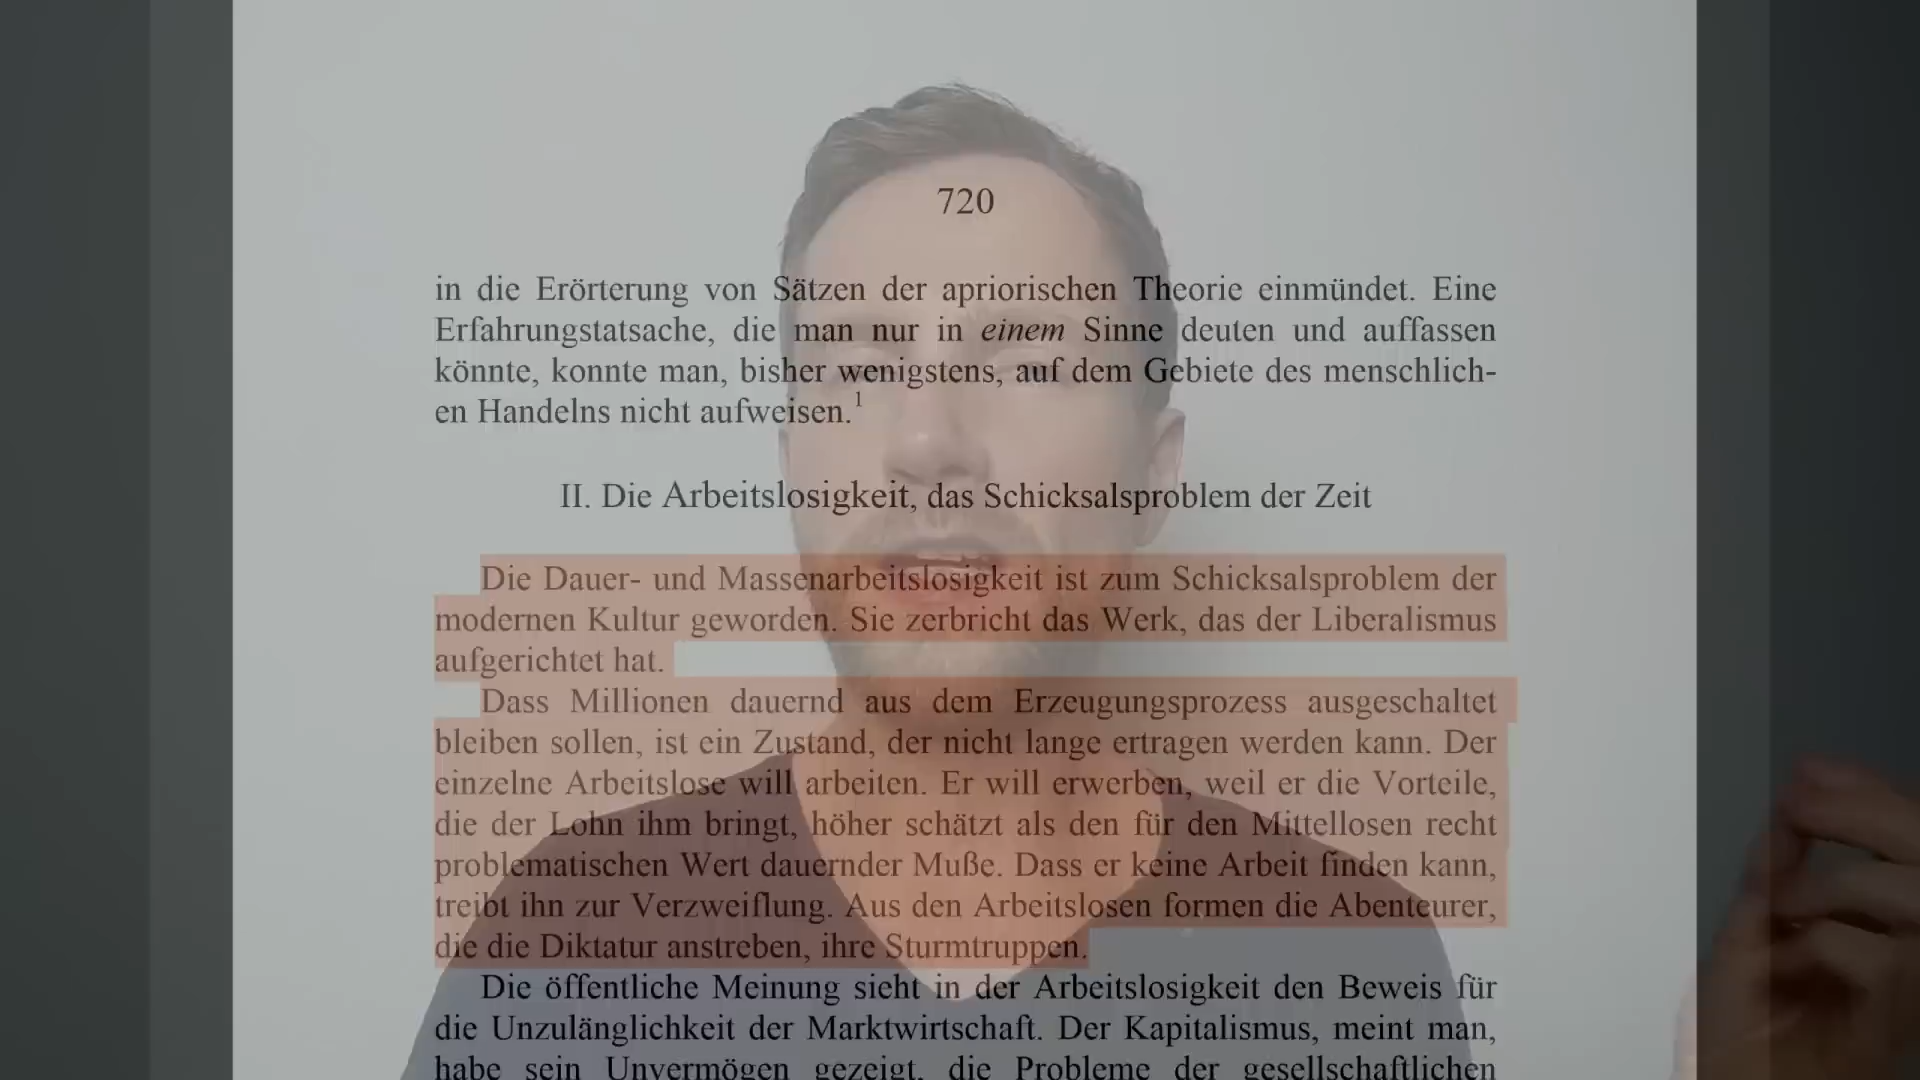 720
in die Erörterung von Sätzen der apriorischen Theorie einmündet. Eine
Erfahrungstatsache, die man nur in einem Sinne deuten und auffassen
könnte, konnte man, bisher wenigstens, auf dem Gebiete des menschlich-
en Handelns nicht aufweisen.¹
II. Die Arbeitslosigkeit, das Schicksalsproblem der Zeit
Die Dauer- und Massenarbeitslosigkeit ist zum Schicksalsproblem der
modernen Kultur geworden. Sie zerbricht das Werk, das der Liberalismus
aufgerichtet hat.
Dass Millionen dauernd aus dem Erzeugungsprozess ausgeschaltet
bleiben sollen, ist ein Zustand, der nicht lange ertragen werden kann. Der
einzelne Arbeitslose will arbeiten. Er will erwerben, weil er die Vorteile,
die der Lohn ihm bringt, höher schätzt als den für den Mittellosen recht
problematischen Wert dauernder Muße. Dass er keine Arbeit finden kann,
treibt ihn zur Verzweiflung. Aus den Arbeitslosen formen die Abenteurer,
die die Diktatur anstreben, ihre Sturmtruppen.
Die öffentliche Meinung sieht in der Arbeitslosigkeit den Beweis für
die Unzulänglichkeit der Marktwirtschaft. Der Kapitalismus, meint man,
habe sein Unvermögen gezeigt, die Probleme der gesellschaftlichen